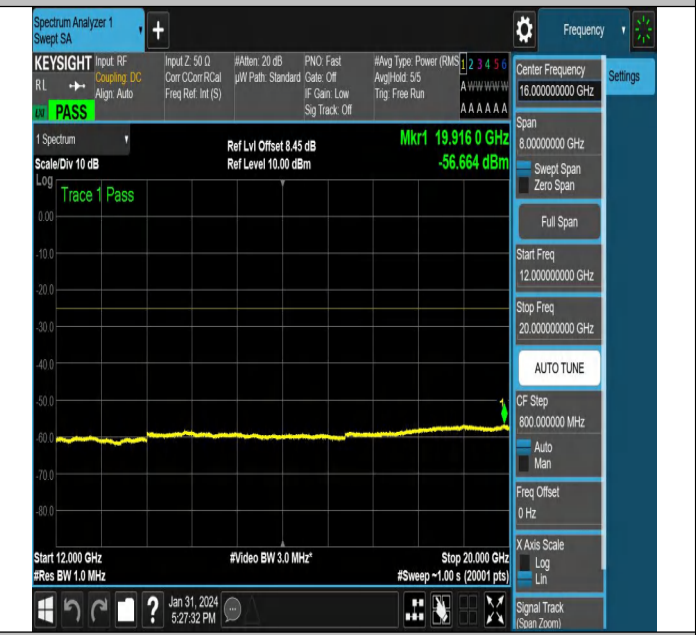 Spectrum Analyzer 1
Swept SA
+
Frequency
KEYSIGHT
RL
PASS
Input: RF
Coupling: DC
Align: Auto
Input Z: 50 Ω
Corr CCorr RCal
Freq Ref: Int (S)
#Atten: 20 dB
µW Path: Standard
PNO: Fast
Gate: Off
IF Gain: Low
Sig Track: Off
#Avg Type: Power (RMS
Avg|Hold: 5/5
Trig: Free Run
1 2 3 4 5 6
A W W W W W
A A A A A A
1 Spectrum
Scale/Div 10 dB
Ref Lvl Offset 8.45 dB
Ref Level 10.00 dBm
Mkr1 19.916 0 GHz
-56.664 dBm
Log
Trace 1 Pass
0.00
-10.0
-20.0
-30.0
-40.0
-50.0
-60.0
-70.0
-80.0
1
Start 12.000 GHz
#Res BW 1.0 MHz
#Video BW 3.0 MHz*
Stop 20.000 GHz
#Sweep ~1.00 s (20001 pts)
?
Jan 31, 2024
5:27:32 PM
Center Frequency
16.000000000 GHz
Settings
Span
8.00000000 GHz
Swept Span
Zero Span
Full Span
Start Freq
12.000000000 GHz
Stop Freq
20.000000000 GHz
AUTO TUNE
CF Step
800.000000 MHz
Auto
Man
Freq Offset
0 Hz
X Axis Scale
Log
Lin
Signal Track
(Span Zoom)